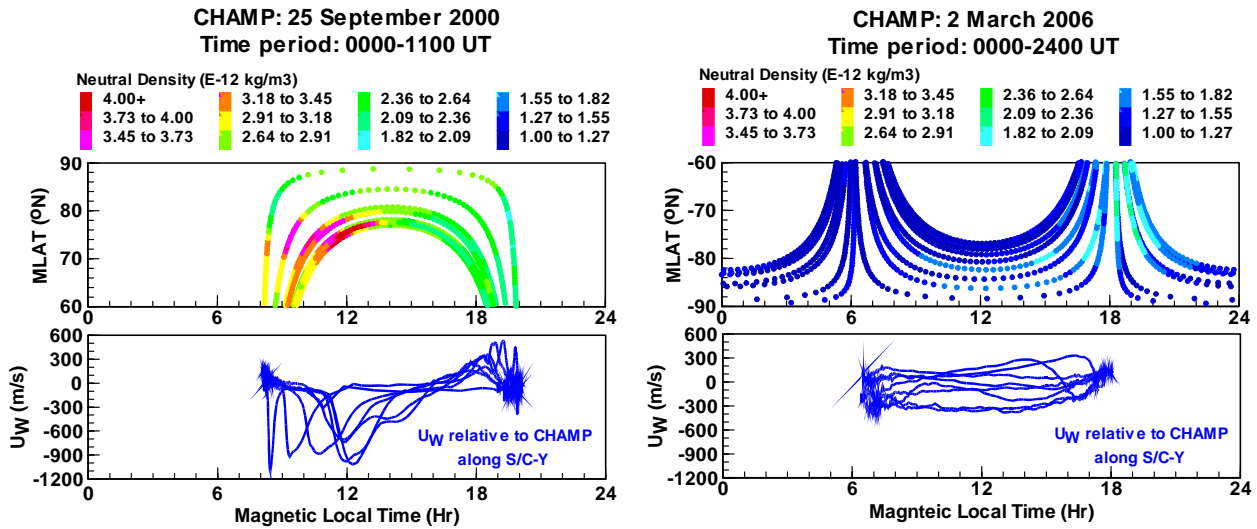 CHAMP: 25 September 2000
Time period: 0000-1100 UT
Neutral Density (E-12 kg/m3)
4.00+ 3.18 to 3.45 2.36 to 2.64 1.55 to 1.82
3.73 to 4.00 2.91 to 3.18 2.09 to 2.36 1.27 to 1.55
3.45 to 3.73 2.64 to 2.91 1.82 to 2.09 1.00 to 1.27
MLAT (ºN)
90
80
70
60
0 6 12 18 24
UW (m/s)
600
300
0
-300
-600
-900
-1200
UW relative to CHAMP
along S/C-Y
0 6 12 18 24
Magnetic Local Time (Hr)
CHAMP: 2 March 2006
Time period: 0000-2400 UT
Neutral Density (E-12 kg/m3)
4.00+ 3.18 to 3.45 2.36 to 2.64 1.55 to 1.82
3.73 to 4.00 2.91 to 3.18 2.09 to 2.36 1.27 to 1.55
3.45 to 3.73 2.64 to 2.91 1.82 to 2.09 1.00 to 1.27
MLAT (ºN)
-60
-70
-80
-90
0 6 12 18 24
UW (m/s)
600
300
0
-300
-600
-900
-1200
UW relative to CHAMP
along S/C-Y
0 6 12 18 24
Magnteic Local Time (Hr)